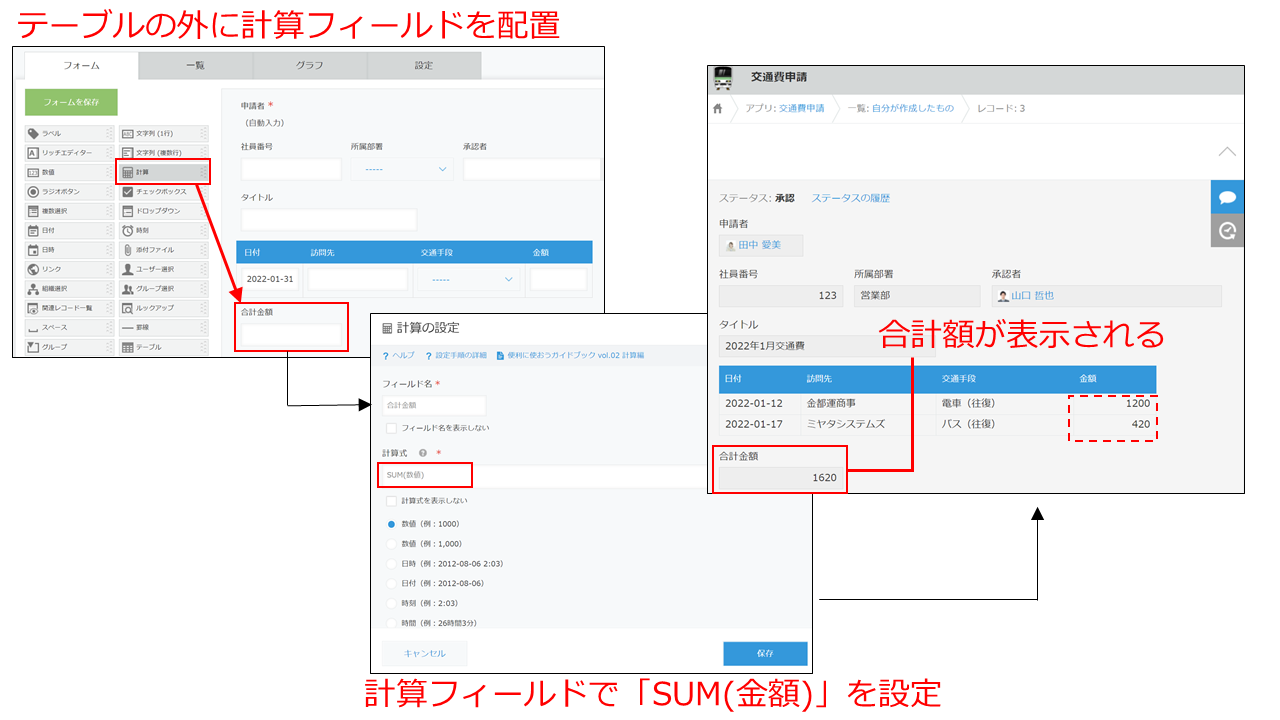 テーブルの外に計算フィールドを配置
フォーム 一覧 グラフ 設定
フォームを保存
ラベル 文字列 (1行)
リッチエディター 文字列 (複数行)
数値 計算
ラジオボタン チェックボックス
複数選択 ドロップダウン
日付 時刻
日時 添付ファイル
リンク ユーザー選択
組織選択 グループ選択
関連レコード一覧 ルックアップ
スペース 罫線
グループ テーブル
申請者 *
（自動入力）
社員番号 所属部署 承認者
-----
タイトル
日付 訪問先 交通手段 金額
2022-01-31 -----
合計金額
計算の設定
? ヘルプ ? 設定手順の詳細 便利に使おうガイドブック vol.02 計算編
フィールド名 *
合計金額
フィールド名を表示しない
計算式 ? *
SUM(数値)
計算式を表示しない
数値（例：1000）
数値（例：1,000）
日時（例：2012-08-06 2:03）
日付（例：2012-08-06）
時刻（例：2:03）
時間（例：26時間3分）
キャンセル 保存
計算フィールドで「SUM(金額)」を設定
交通費申請
アプリ: 交通費申請 一覧: 自分が作成したもの レコード: 3
ステータス: 承認 ステータスの履歴
申請者
田中 愛美
社員番号 所属部署 承認者
123 営業部 山口 哲也
タイトル
2022年1月交通費
合計額が表示される
日付 訪問先 交通手段 金額
2022-01-12 金都運商事 電車（往復） 1200
2022-01-17 ミヤタシステムズ バス（往復） 420
合計金額
1620